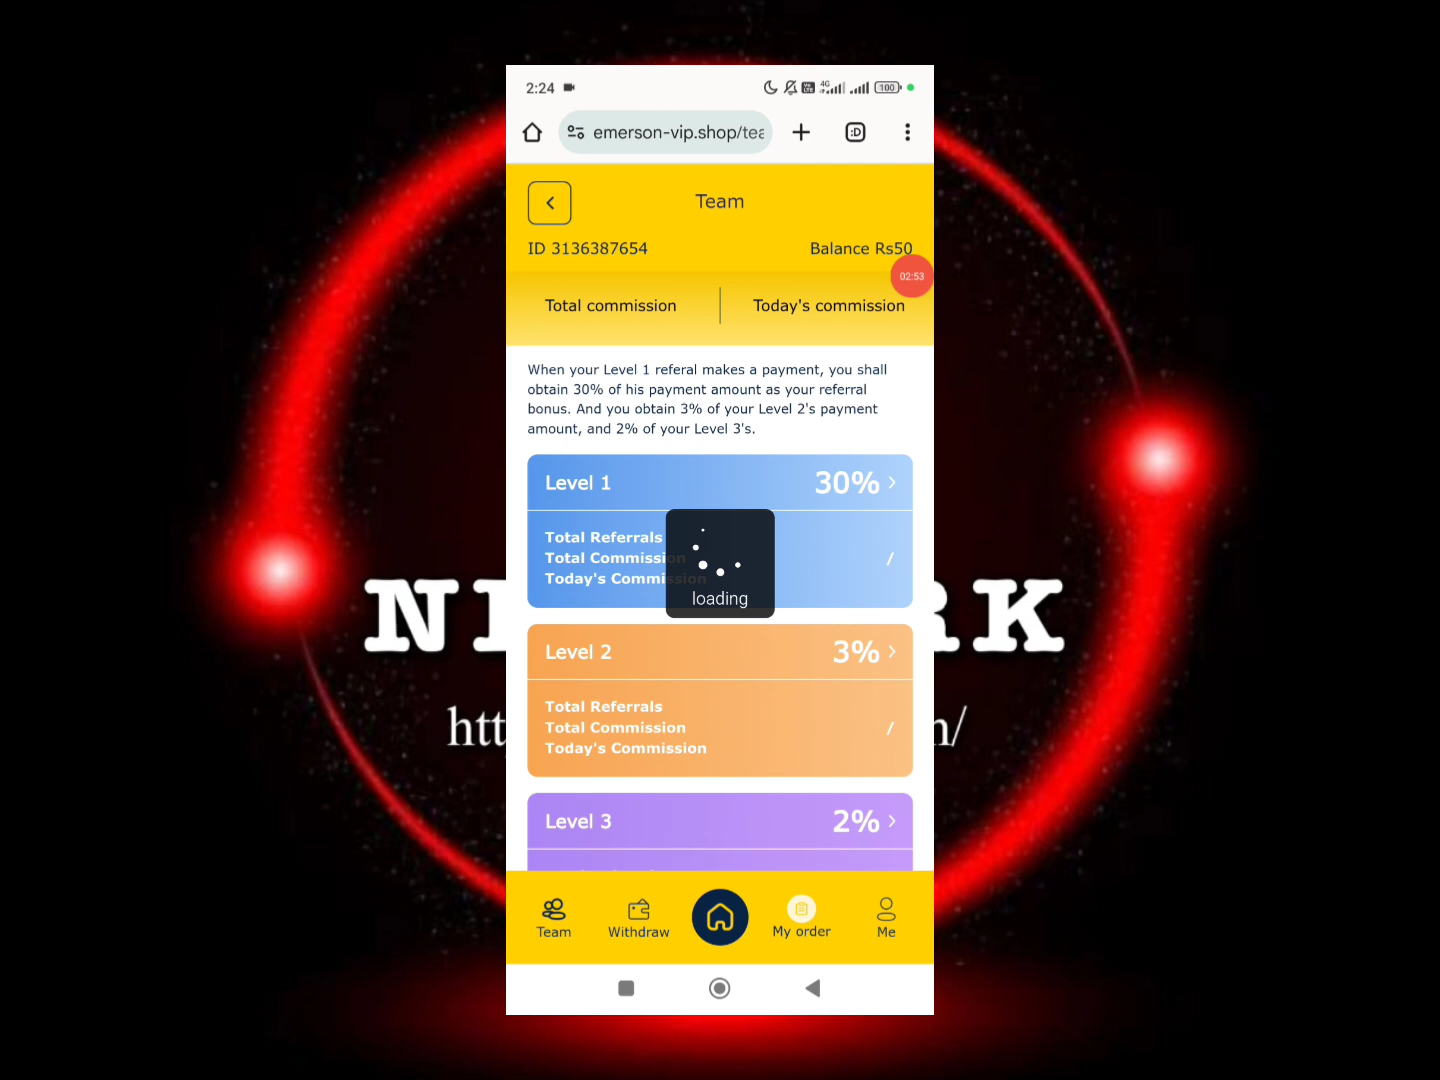 2:24
4G
100
emerson-vip.shop/tea
:D
Team
ID 3136387654
Balance Rs50
02:53
Total commission
Today's commission
When your Level 1 referal makes a payment, you shall
obtain 30% of his payment amount as your referral
bonus. And you obtain 3% of your Level 2's payment
amount, and 2% of your Level 3's.
Level 1
30%
Total Referrals
Total Commission
/
Today's Commission
loading
Level 2
3%
Total Referrals
Total Commission
/
Today's Commission
Level 3
2%
Team
Withdraw
My order
Me